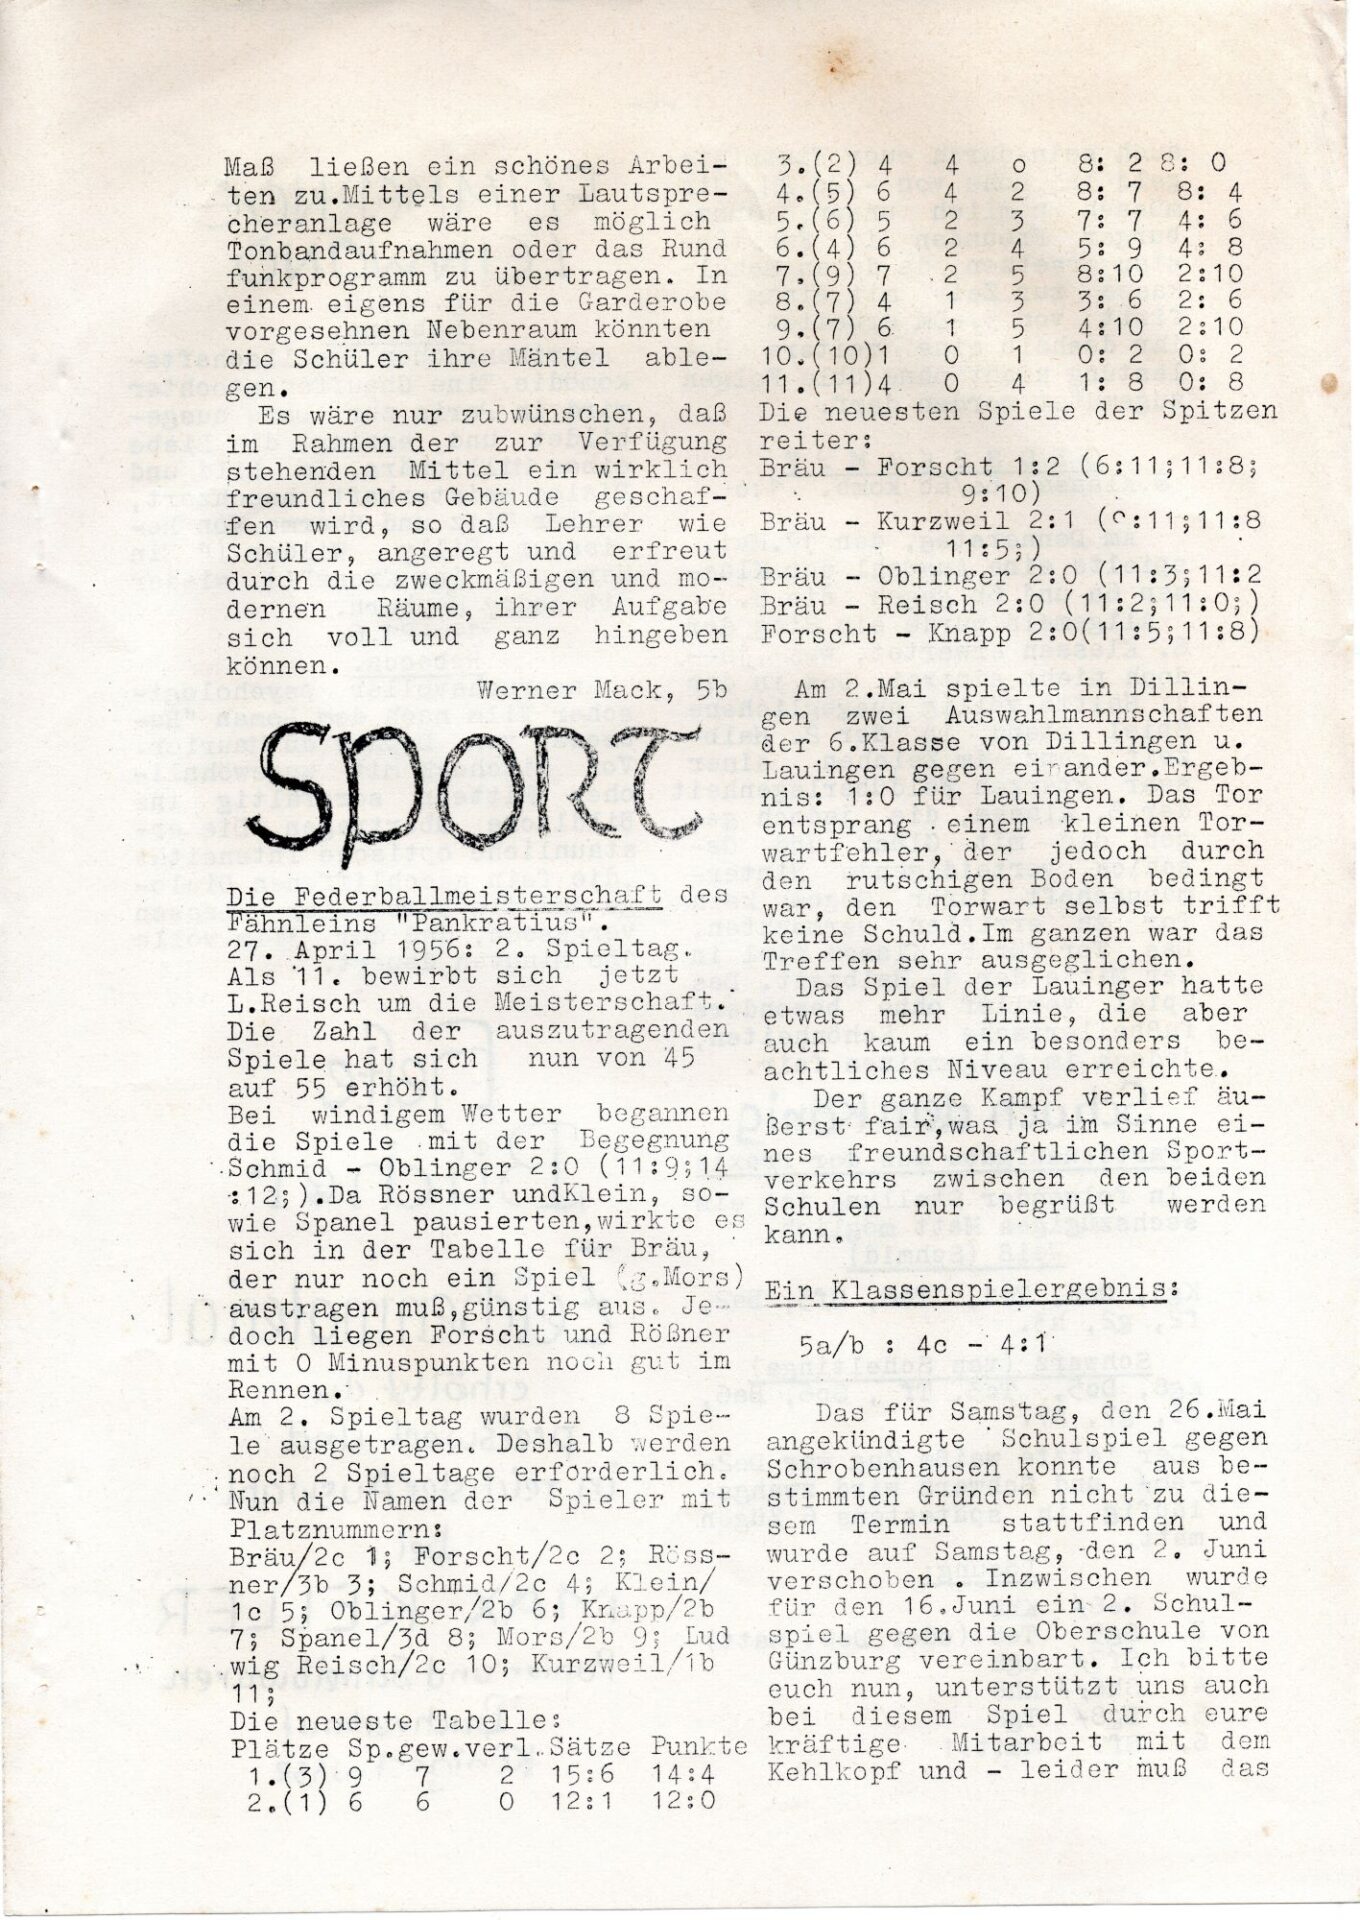 Maß ließen ein schönes Arbei-
ten zu.Mittels einer Lautspre-
cheranlage wäre es möglich
Tonbandaufnahmen oder das Rund
funkprogramm zu übertragen. In
einem eigens für die Garderobe
vorgesehnen Nebenraum könnten
die Schüler ihre Mäntel able-
gen.
Es wäre nur zubwünschen, daß
im Rahmen der zur Verfügung
stehenden Mittel ein wirklich
freundliches Gebäude geschaf-
fen wird, so daß Lehrer wie
Schüler, angeregt und erfreut
durch die zweckmäßigen und mo-
dernen Räume, ihrer Aufgabe
sich voll und ganz hingeben
können.
Werner Mack, 5b
SPORT
Die Federballmeisterschaft des
Fähnleins "Pankratius".
27. April 1956: 2. Spieltag.
Als 11. bewirbt sich jetzt
L.Reisch um die Meisterschaft.
Die Zahl der auszutragenden
Spiele hat sich nun von 45
auf 55 erhöht.
Bei windigem Wetter begannen
die Spiele mit der Begegnung
Schmid - Oblinger 2:0 (11:9;14
:12;).Da Rössner undKlein, so-
wie Spanel pausierten,wirkte es
sich in der Tabelle für Bräu,
der nur noch ein Spiel (g.Mors)
austragen muß,günstig aus. Je-
doch liegen Forscht und Rößner
mit 0 Minuspunkten noch gut im
Rennen.
Am 2. Spieltag wurden 8 Spie-
le ausgetragen. Deshalb werden
noch 2 Spieltage erforderlich.
Nun die Namen der Spieler mit
Platznummern:
Bräu/2c 1; Forscht/2c 2; Röss-
ner/3b 3; Schmid/2c 4; Klein/
1c 5; Oblinger/2b 6; Knapp/2b
7; Spanel/3d 8; Mors/2b 9; Lud
wig Reisch/2c 10; Kurzweil/1b
11;
Die neueste Tabelle:
Plätze Sp.gew.verl.Sätze Punkte
1.(3) 9 7 2 15:6 14:4
2.(1) 6 6 0 12:1 12:0
3.(2) 4 4 o 8: 2 8: 0
4.(5) 6 4 2 8: 7 8: 4
5.(6) 5 2 3 7: 7 4: 6
6.(4) 6 2 4 5: 9 4: 8
7.(9) 7 2 5 8:10 2:10
8.(7) 4 1 3 3: 6 2: 6
9.(7) 6 1 5 4:10 2:10
10.(10)1 0 1 0: 2 0: 2
11.(11)4 0 4 1: 8 0: 8
Die neuesten Spiele der Spitzen
reiter:
Bräu - Forscht 1:2 (6:11;11:8;
9:10)
Bräu - Kurzweil 2:1 ( :11;11:8
11:5;)
Bräu - Oblinger 2:0 (11:3;11:2
Bräu - Reisch 2:0 (11:2;11:0;)
Forscht - Knapp 2:0(11:5;11:8)
Am 2.Mai spielte in Dillin-
gen zwei Auswahlmannschaften
der 6.Klasse von Dillingen u.
Lauingen gegen einander.Ergeb-
nis: 1:0 für Lauingen. Das Tor
entsprang einem kleinen Tor-
wartfehler, der jedoch durch
den rutschigen Boden bedingt
war, den Torwart selbst trifft
keine Schuld.Im ganzen war das
Treffen sehr ausgeglichen.
Das Spiel der Lauinger hatte
etwas mehr Linie, die aber
auch kaum ein besonders be-
achtliches Niveau erreichte.
Der ganze Kampf verlief äu-
ßerst fair,was ja im Sinne ei-
nes freundschaftlichen Sport-
verkehrs zwischen den beiden
Schulen nur begrüßt werden
kann.
Ein Klassenspielergebnis:
5a/b : 4c - 4:1
Das für Samstag, den 26.Mai
angekündigte Schulspiel gegen
Schrobenhausen konnte aus be-
stimmten Gründen nicht zu die-
sem Termin stattfinden und
wurde auf Samstag, den 2. Juni
verschoben . Inzwischen wurde
für den 16.Juni ein 2. Schul-
spiel gegen die Oberschule von
Günzburg vereinbart. Ich bitte
euch nun, unterstützt uns auch
bei diesem Spiel durch eure
kräftige Mitarbeit mit dem
Kehlkopf und - leider muß das